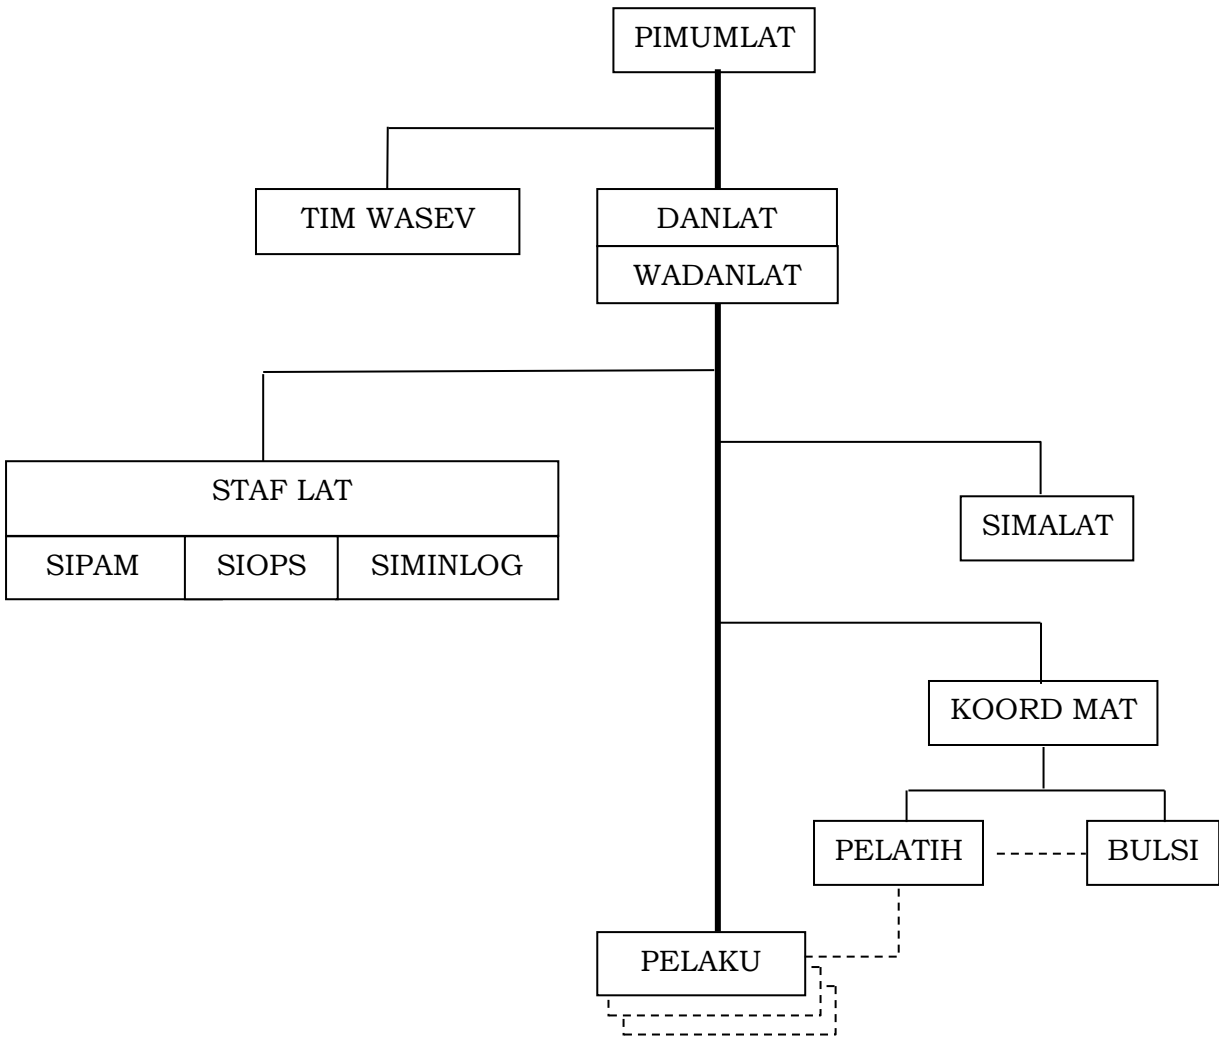 PIMUMLAT
TIM WASEV
DANLAT
WADANLAT
STAF LAT
SIPAM
SIOPS
SIMINLOG
SIMALAT
KOORD MAT
PELATIH
BULSI
PELAKU